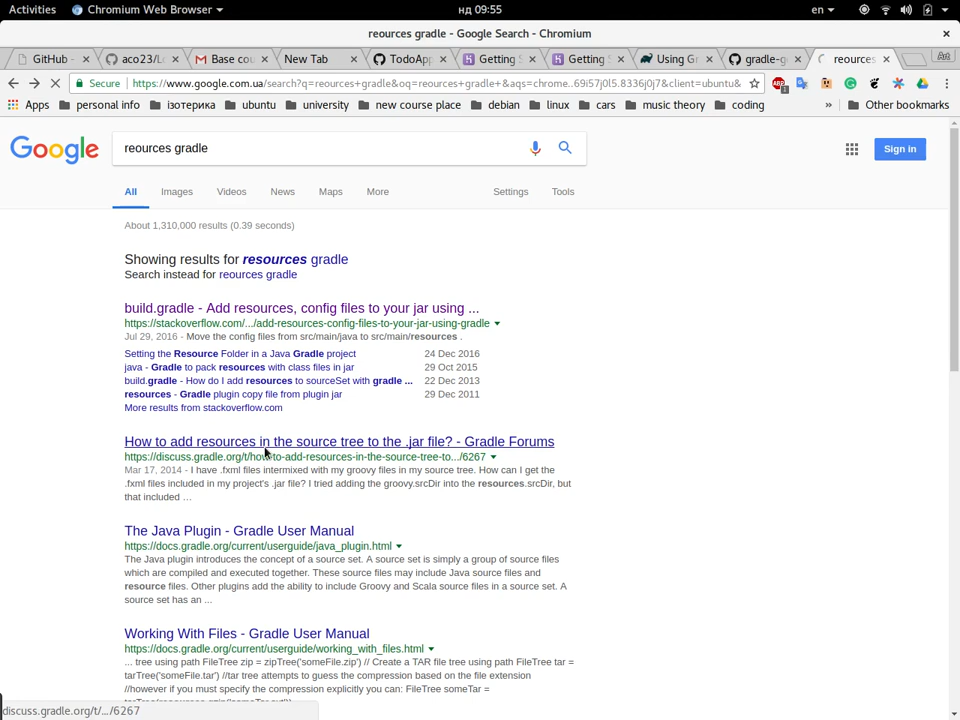 Activities Chromium Web Browser нд 09:55 en
reources gradle - Google Search - Chromium
GitHub - aco23/L Base cou New Tab TodoApp Getting Getting Using Gr gradle-g reources Art
Secure https://www.google.com.ua/search?q=reources+gradle&oq=reources+gradle+&aqs=chrome..69i57j0l5.8336j0j7&client=ubuntu&
Apps personal info ізотерика ubuntu university new course place debian linux cars music theory coding » Other bookmarks
Google reources gradle Sign in
All Images Videos News Maps More Settings Tools
About 1,310,000 results (0.39 seconds)
Showing results for resources gradle
Search instead for reources gradle
build.gradle - Add resources, config files to your jar using ...
https://stackoverflow.com/.../add-resources-config-files-to-your-jar-using-gradle
Jul 29, 2016 - Move the config files from src/main/java to src/main/resources .
Setting the Resource Folder in a Java Gradle project 24 Dec 2016
java - Gradle to pack resources with class files in jar 29 Oct 2015
build.gradle - How do I add resources to sourceSet with gradle ... 22 Dec 2013
resources - Gradle plugin copy file from plugin jar 29 Dec 2011
More results from stackoverflow.com
How to add resources in the source tree to the .jar file? - Gradle Forums
https://discuss.gradle.org/t/how-to-add-resources-in-the-source-tree-to.../6267
Mar 17, 2014 - I have .fxml files intermixed with my groovy files in my source tree. How can I get the
.fxml files included in my project's .jar file? I tried adding the groovy.srcDir into the resources.srcDir, but
that included ...
The Java Plugin - Gradle User Manual
https://docs.gradle.org/current/userguide/java_plugin.html
The Java plugin introduces the concept of a source set. A source set is simply a group of source files
which are compiled and executed together. These source files may include Java source files and
resource files. Other plugins add the ability to include Groovy and Scala source files in a source set. A
source set has an ...
Working With Files - Gradle User Manual
https://docs.gradle.org/current/userguide/working_with_files.html
... tree using path FileTree zip = zipTree('someFile.zip') // Create a TAR file tree using path FileTree tar =
tarTree('someFile.tar') //tar tree attempts to guess the compression based on the file extension
//however if you must specify the compression explicitly you can: FileTree someTar =
discuss.gradle.org/t/.../6267